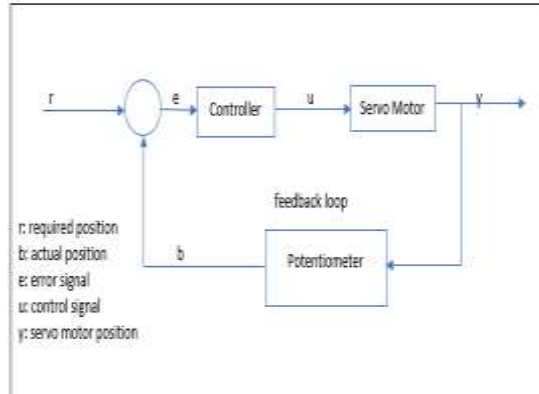 r
e
Controller
u
Servo Motor
y
feedback loop
Potentiometer
b
r: required position
b: actual position
e: error signal
u: control signal
y: servo motor position